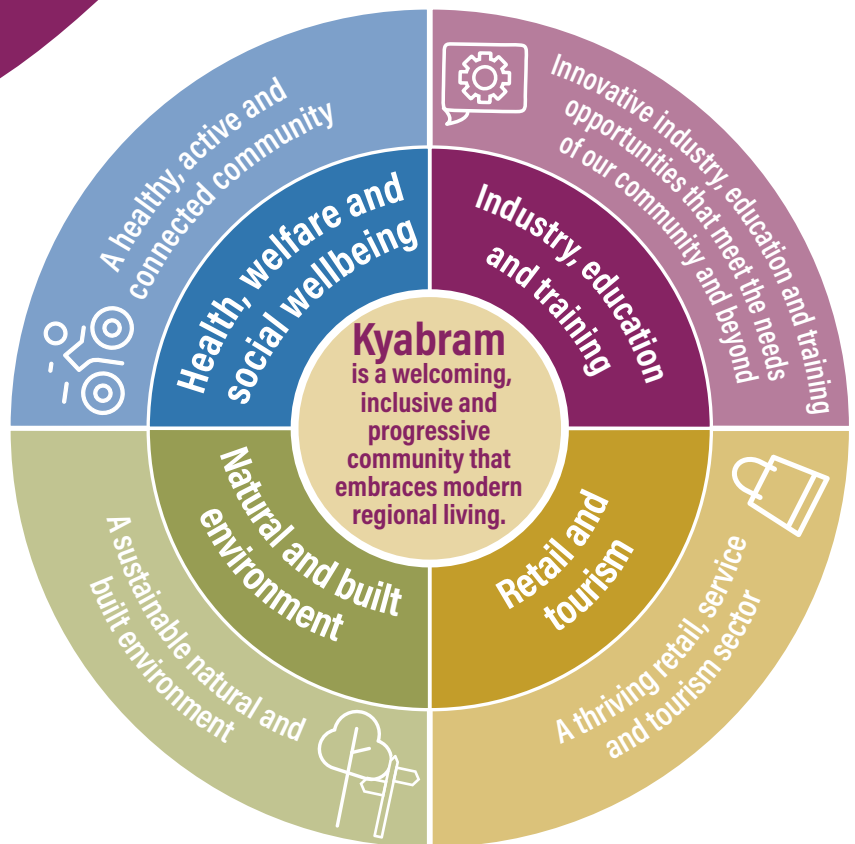 A healthy, active and
connected community
Health, welfare and
social wellbeing
Innovative industry, education and training
opportunities that meet the needs
of our community and beyond
Industry, education
and training
Kyabram
is a welcoming,
inclusive and
progressive
community that
embraces modern
regional living.
Natural and built
environment
A sustainable natural and
built environment
Retail and
tourism
A thriving retail, service
and tourism sector